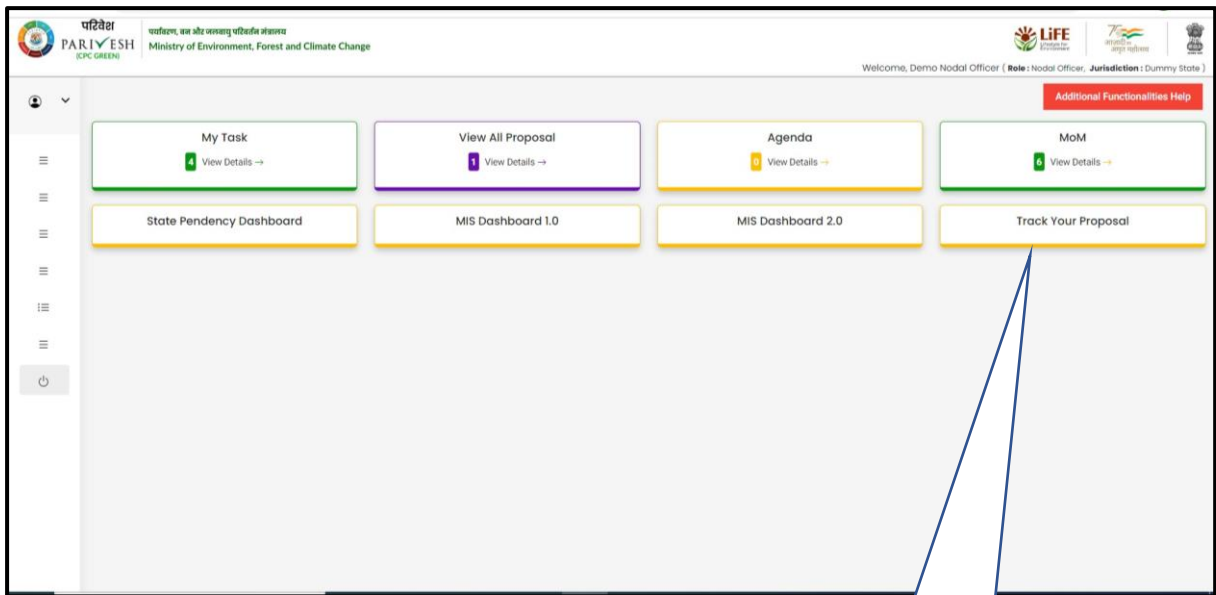 परिवेश
PARIVESH
(CPC GREEN)
पर्यावरण, वन और जलवायु परिवर्तन मंत्रालय
Ministry of Environment, Forest and Climate Change
LiFE
Lifestyle for
Environment
Welcome, Demo Nodal Officer ( Role : Nodal Officer, Jurisdiction : Dummy State )
Additional Functionalities Help
My Task
4 View Details →
View All Proposal
1 View Details →
Agenda
0 View Details →
MoM
6 View Details →
State Pendency Dashboard
MIS Dashboard 1.0
MIS Dashboard 2.0
Track Your Proposal